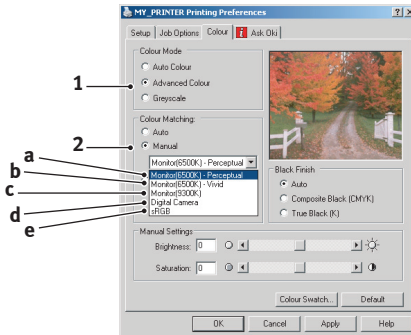 MY_PRINTER Printing Preferences
Setup Job Options Colour Ask Oki
Colour Mode
Auto Colour
1
Advanced Colour
Greyscale
Colour Matching:
Auto
2
Manual
a
Monitor(6500K) - Perceptual
b
Monitor(6500K) - Perceptual
c
Monitor(6500K) - Vivid
Monitor(9300K)
d
Digital Camera
e
sRGB
Black Finish
Auto
Composite Black (CMYK)
True Black (K)
Manual Settings
Brightness: 0
Saturation: 0
Colour Swatch... Default
OK Cancel Apply Help